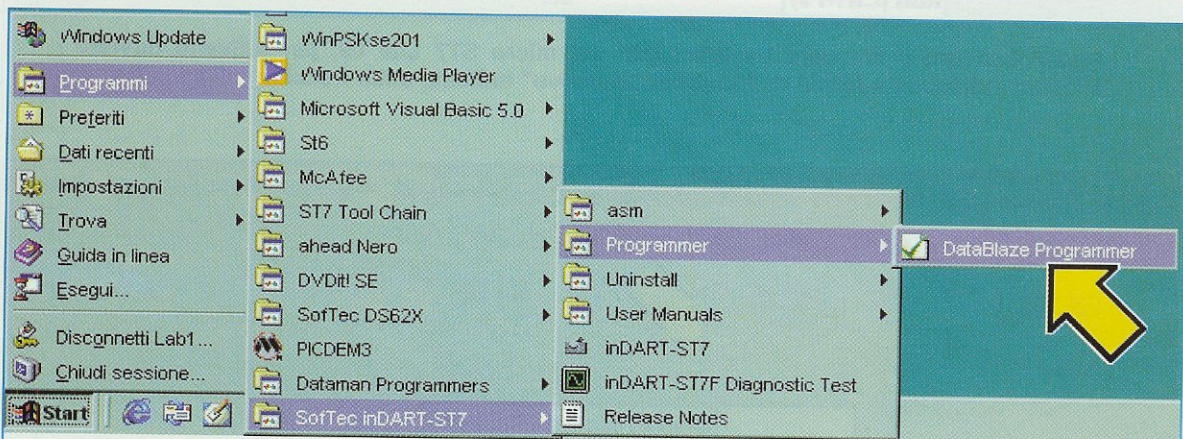 Windows Update
Programmi
Preferiti
Dati recenti
Impostazioni
Trova
Guida in linea
Esegui...
Disconnetti Lab1...
Chiudi sessione...
Start
WinPSKse201
Windows Media Player
Microsoft Visual Basic 5.0
St6
McAfee
ST7 Tool Chain
ahead Nero
DVDit! SE
SofTec DS62X
PICDEM3
Dataman Programmers
SofTec inDART-ST7
asm
Programmer
Uninstall
User Manuals
inDART-ST7
inDART-ST7F Diagnostic Test
Release Notes
DataBlaze Programmer